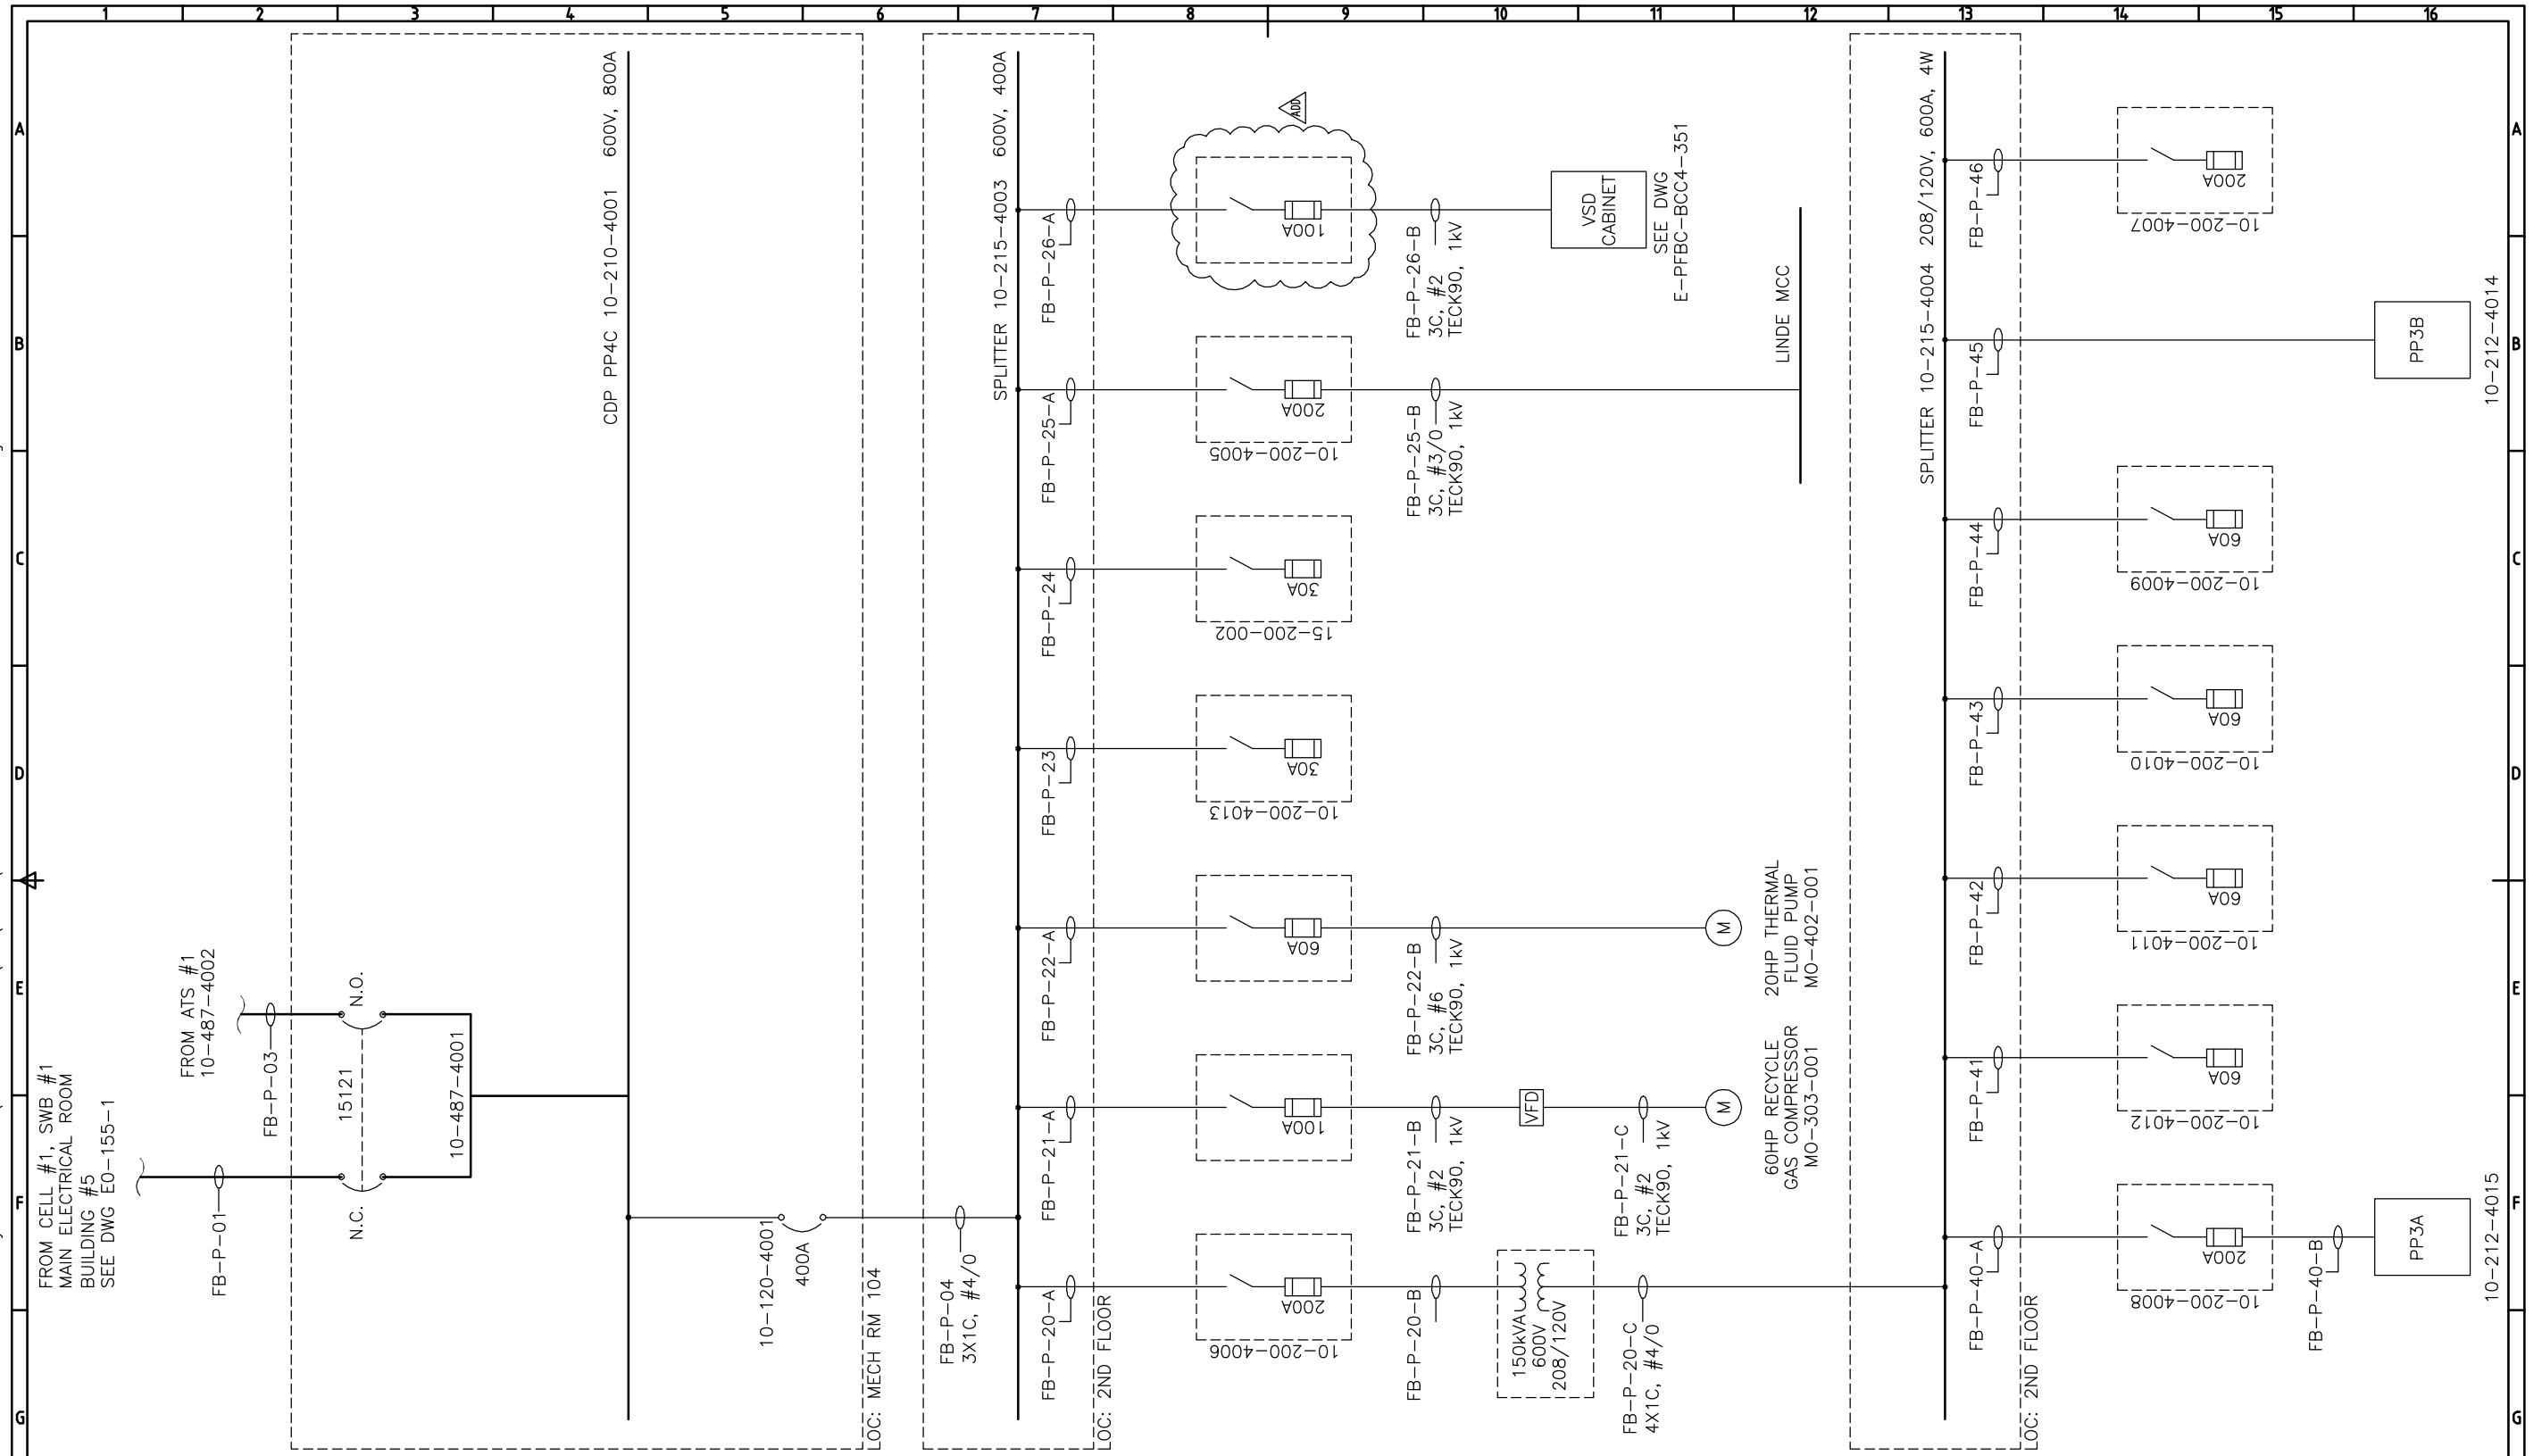 1 2 3 4 5 6 7 8 9 10 11 12 13 14 15 16
A
B
C
D
E
F
G
A
B
C
D
E
F
G
FROM CELL #1, SWB #1
MAIN ELECTRICAL ROOM
BUILDING #5
SEE DWG E0-155-1
FB-P-01
FROM ATS #1
10-487-4002
FB-P-03
N.C.
15121
N.O.
10-487-4001
CDP PP4C 10-210-4001 600V, 800A
10-120-4001
400A
LOC: MECH RM 104
FB-P-04
3X1C, #4/0
SPLITTER 10-215-4003 600V, 400A
LOC: 2ND FLOOR
FB-P-20-A
200A
10-200-4006
FB-P-20-B
150kVA
600V
208/120V
FB-P-20-C
4X1C, #4/0
FB-P-21-A
100A
FB-P-21-B
3C, #2
TECK90, 1kV
VFD
FB-P-21-C
3C, #2
TECK90, 1kV
M
60HP RECYCLE
GAS COMPRESSOR
MO-303-001
FB-P-22-A
60A
FB-P-22-B
3C, #6
TECK90, 1kV
M
20HP THERMAL
FLUID PUMP
MO-402-001
FB-P-23
30A
10-200-4013
FB-P-24
30A
15-200-002
FB-P-25-A
200A
10-200-4005
FB-P-25-B
3C, #3/0
TECK90, 1kV
LINDE MCC
FB-P-26-A
100A
ADD
FB-P-26-B
3C, #2
TECK90, 1kV
VSD
CABINET
SEE DWG
E-PFBC-BCC4-351
SPLITTER 10-215-4004 208/120V, 600A, 4W
LOC: 2ND FLOOR
FB-P-40-A
200A
10-200-4008
FB-P-40-B
PP3A
10-212-4015
FB-P-41
60A
10-200-4012
FB-P-42
60A
10-200-4011
FB-P-43
60A
10-200-4010
FB-P-44
60A
10-200-4009
FB-P-45
PP3B
10-212-4014
FB-P-46
200A
10-200-4007